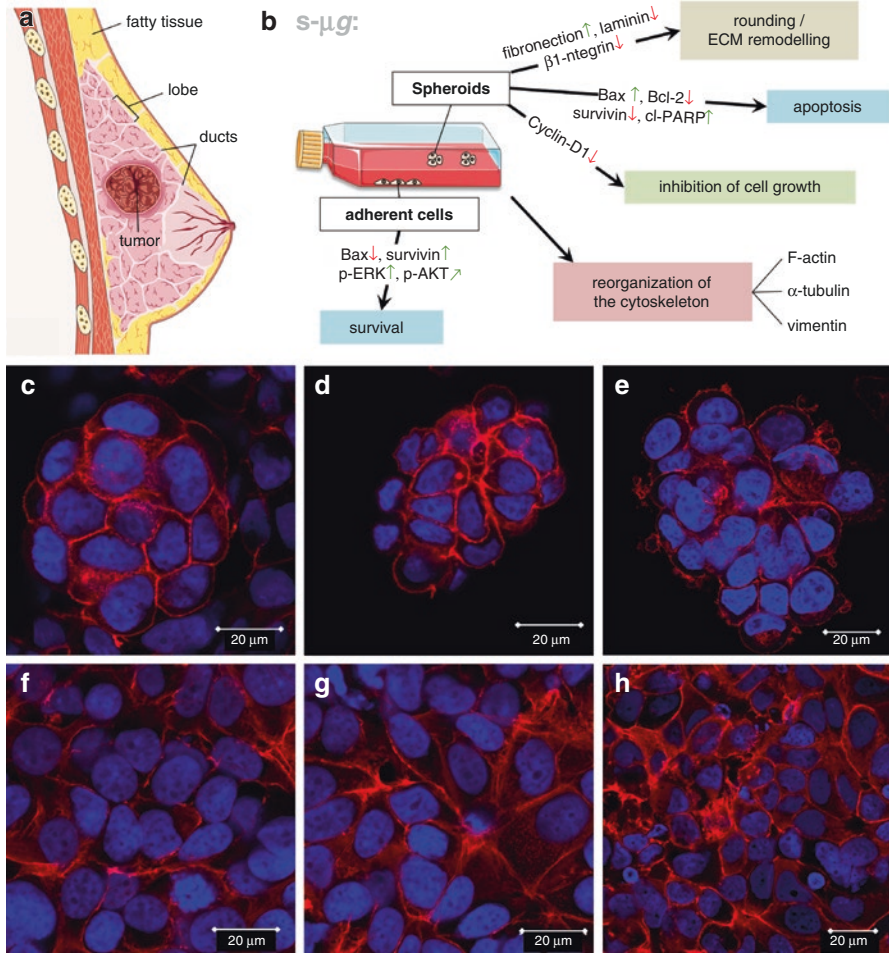 a
fatty tissue
lobe
ducts
tumor
b s-μg:
Spheroids
adherent cells
fibronection↑, laminin↓
β1-ntegrin↓
rounding /
ECM remodelling
Bax↑, Bcl-2↓
survivin↓, cl-PARP↑
apoptosis
Cyclin-D1↓
inhibition of cell growth
Bax↓, survivin↑
p-ERK↑, p-AKT↗
survival
reorganization of
the cytoskeleton
F-actin
α-tubulin
vimentin
c
20 μm
d
20 μm
e
20 μm
f
20 μm
g
20 μm
h
20 μm